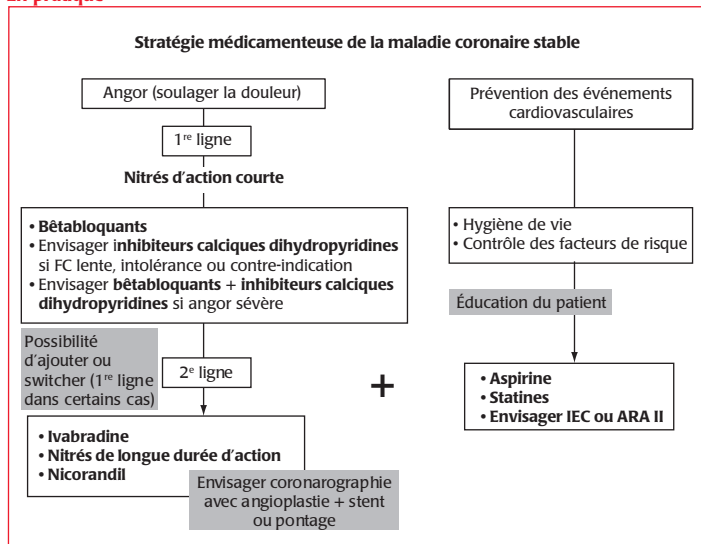 En pratique
Stratégie médicamenteuse de la maladie coronaire stable
Angor (soulager la douleur)
1re ligne
Nitrés d'action courte
• Bêtabloquants
• Envisager inhibiteurs calciques dihydropyridines
si FC lente, intolérance ou contre-indication
• Envisager bêtabloquants + inhibiteurs calciques
dihydropyridines si angor sévère
Possibilité
d'ajouter ou
switcher (1re ligne
dans certains cas)
2e ligne
• Ivabradine
• Nitrés de longue durée d'action
• Nicorandil
Envisager coronarographie
avec angioplastie + stent
ou pontage
+
Prévention des événements
cardiovasculaires
• Hygiène de vie
• Contrôle des facteurs de risque
Éducation du patient
• Aspirine
• Statines
• Envisager IEC ou ARA II